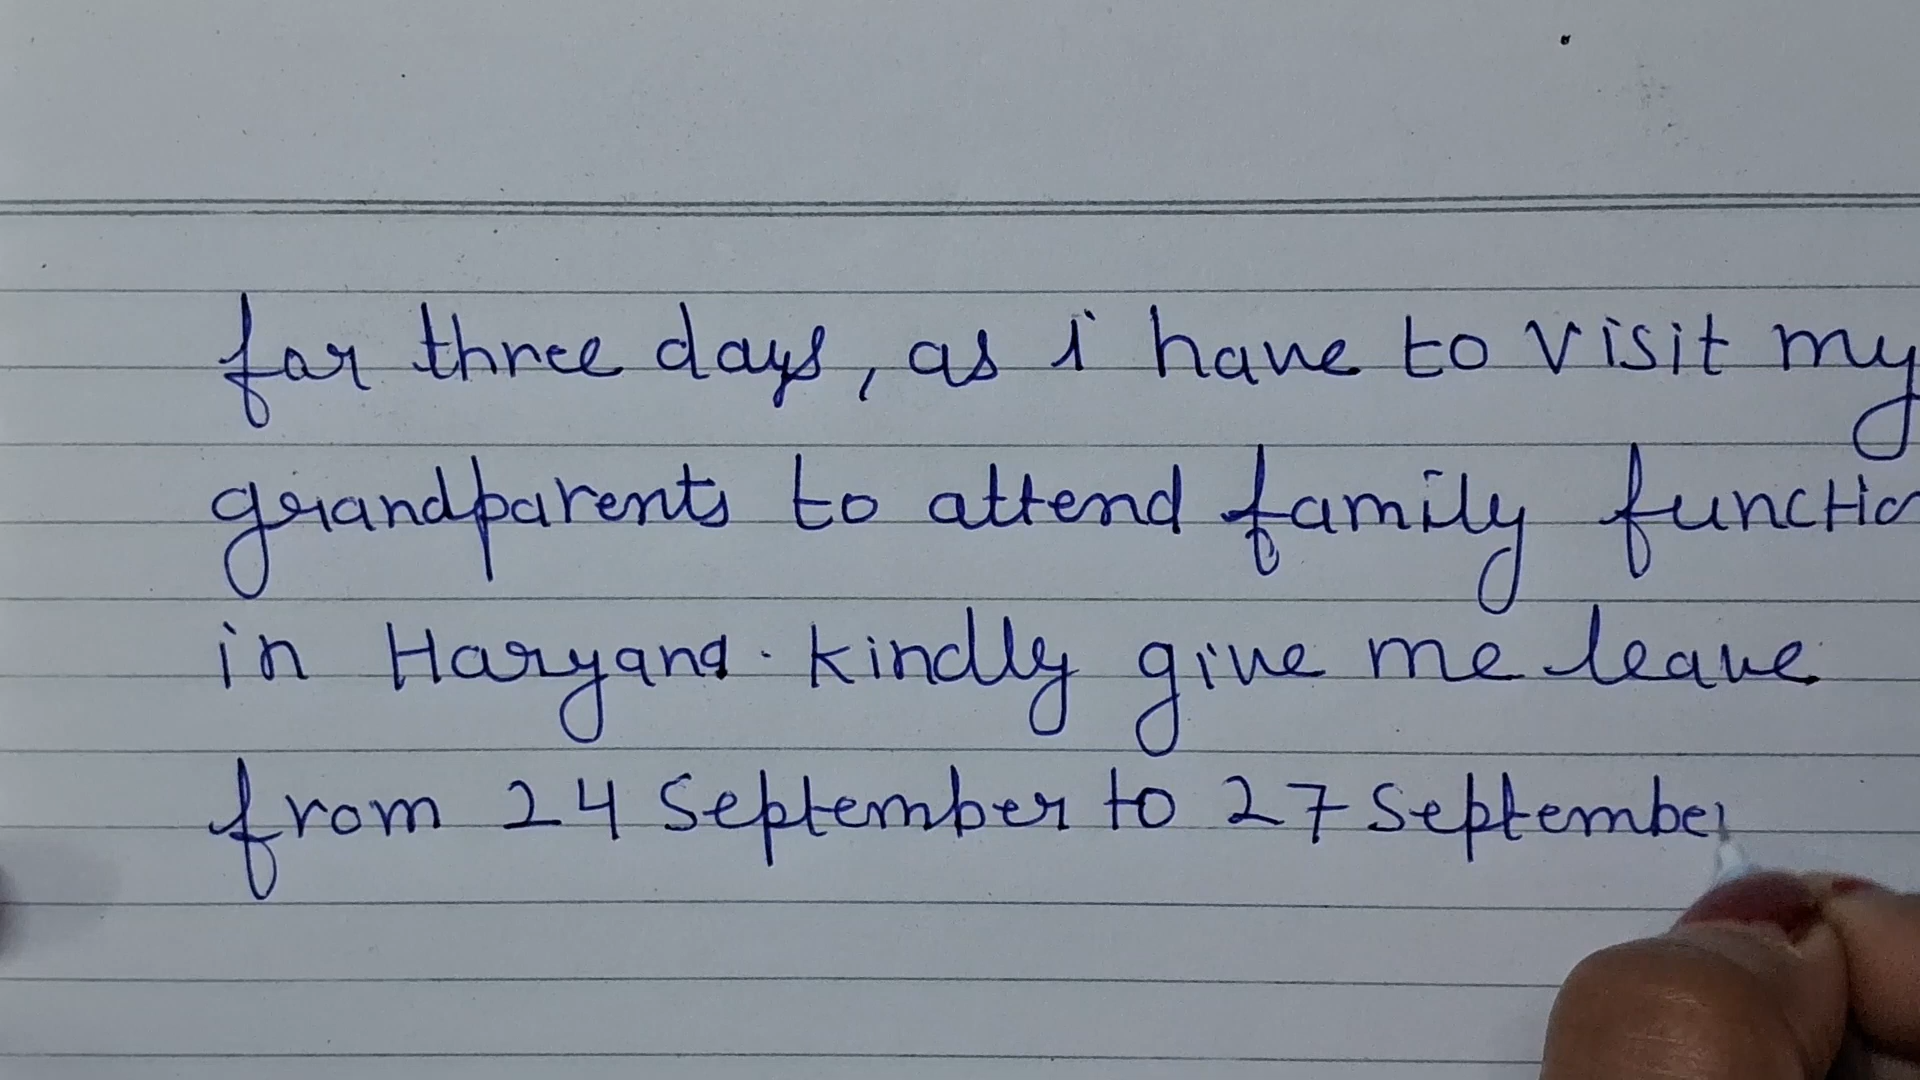 for three days, as i have to visit my
grandparents to attend family functio
in Haryana. Kindly give me leave
from 24 September to 27 September